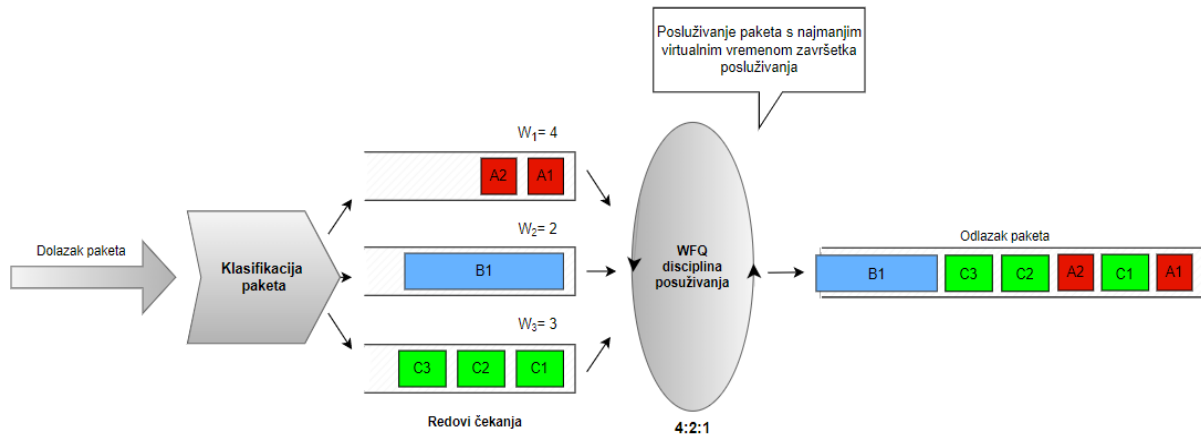 Posluživanje paketa s najmanjim
virtualnim vremenom završetka
posluživanja
W1= 4
A2 A1
Dolazak paketa
Klasifikacija
paketa
W2= 2
B1
W3= 3
C3 C2 C1
Redovi čekanja
WFQ
disciplina
posuživanja
4:2:1
Odlazak paketa
B1 C3 C2 A2 C1 A1